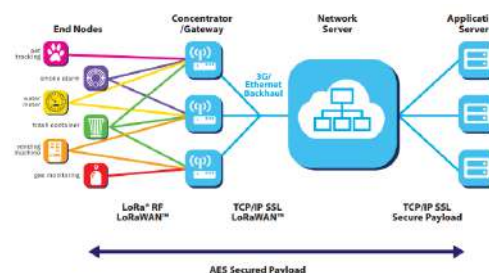 End Nodes
Concentrator
/Gateway
Network
Server
Application
Server
pet
tracking
smoke alarm
water
meter
trash container
vending
machine
gas monitoring
3G/
Ethernet
Backhaul
LoRa® RF
LoRaWAN™
TCP/IP SSL
LoRaWAN™
TCP/IP SSL
Secure Payload
AES Secured Payload